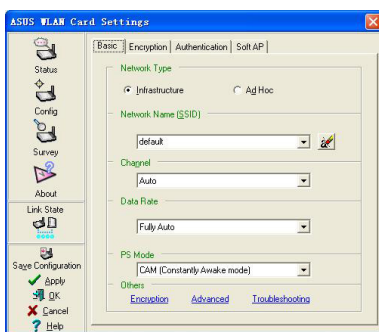 ASUS WLAN Card Settings
Status
Config
Survey
About
Link State
Save Configuration
Apply
OK
Cancel
Help
Basic
Encryption
Authentication
Soft AP
Network Type
Infrastructure
Ad Hoc
Network Name (SSID)
default
Channel
Auto
Data Rate
Fully Auto
PS Mode
CAM (Constantly Awake mode)
Others
Encryption
Advanced
Troubleshooting